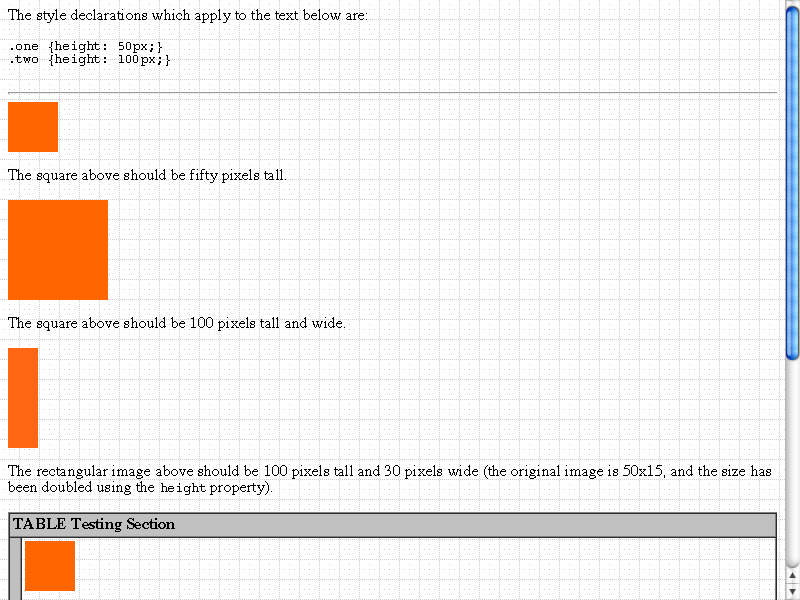 The style declarations which apply to the text below are:
.one {height: 50px;}
.two {height: 100px;}
The square above should be fifty pixels tall.
The square above should be 100 pixels tall and wide.
The rectangular image above should be 100 pixels tall and 30 pixels wide (the original image is 50x15, and the size has
been doubled using the height property).
TABLE Testing Section